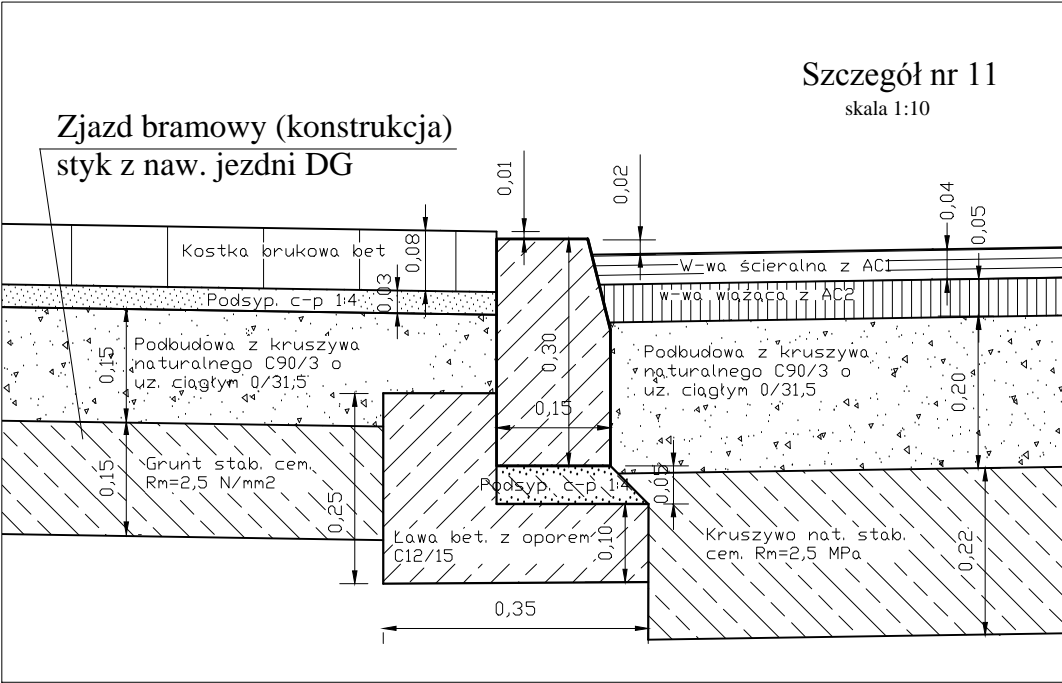 Szczegół nr 11
skala 1:10
Zjazd bramowy (konstrukcja)
styk z naw. jezdni DG
0,01
0,02
0,04
0,05
Kostka brukowa bet
0,08
W-wa ścieralna z AC1
Podsyp. c-p 1:4
0,03
w-wa wiążąca z AC2
Podbudowa z kruszywa
naturalnego C90/3 o
uz. ciągłym 0/31,5
0,15
0,30
Podbudowa z kruszywa
naturalnego C90/3 o
uz. ciągłym 0/31,5
0,20
0,15
Grunt stab. cem.
Rm=2,5 N/mm2
0,15
0,25
Podsyp. c-p 1:4
0,05
Ława bet. z oporem
C12/15
0,10
Kruszywo nat. stab.
cem. Rm=2,5 MPa
0,22
0,35